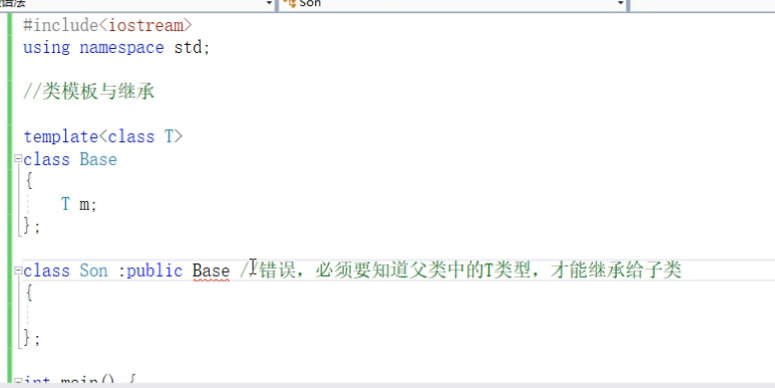 语法
Son
#include<iostream>
using namespace std;
//类模板与继承
template<class T>
class Base
{
T m;
};
class Son :public Base //错误，必须要知道父类中的T类型，才能继承给子类
{
};
int main() {